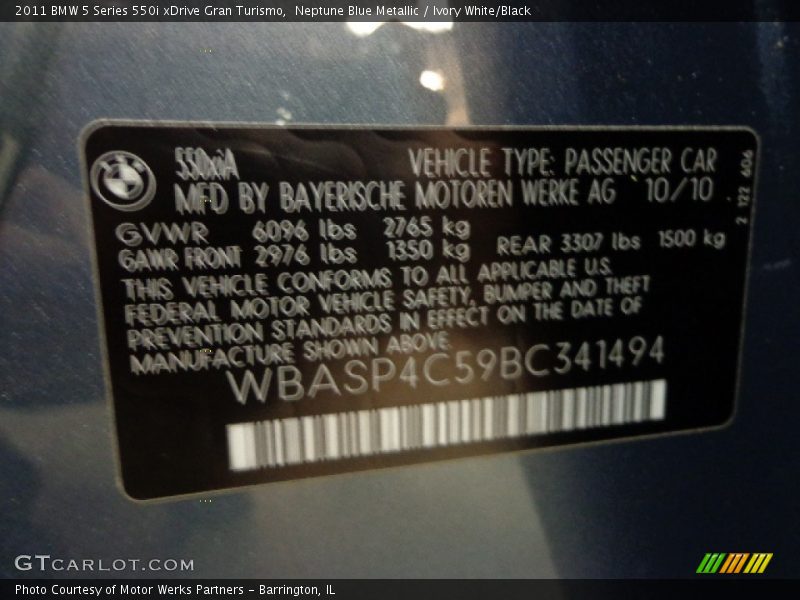 2011 BMW 5 Series 550i xDrive Gran Turismo, Neptune Blue Metallic / Ivory White/Black
BMW
550xiA VEHICLE TYPE: PASSENGER CAR
MFD BY BAYERISCHE MOTOREN WERKE AG 10/10
2 122 606
GVWR 6096 lbs 2765 kg
GAWR FRONT 2976 lbs 1350 kg REAR 3307 lbs 1500 kg
THIS VEHICLE CONFORMS TO ALL APPLICABLE U.S.
FEDERAL MOTOR VEHICLE SAFETY, BUMPER AND THEFT
PREVENTION STANDARDS IN EFFECT ON THE DATE OF
MANUFACTURE SHOWN ABOVE
WBASP4C59BC341494
GTCARLOT.COM
Photo Courtesy of Motor Werks Partners - Barrington, IL